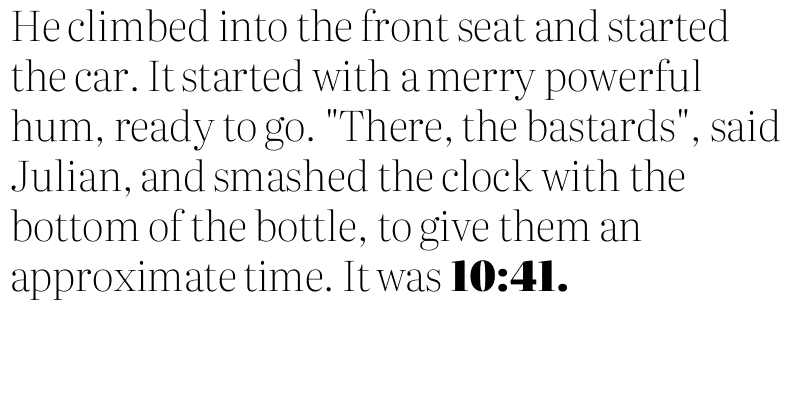 He climbed into the front seat and started
the car. It started with a merry powerful
hum, ready to go. "There, the bastards", said
Julian, and smashed the clock with the
bottom of the bottle, to give them an
approximate time. It was 10:41.